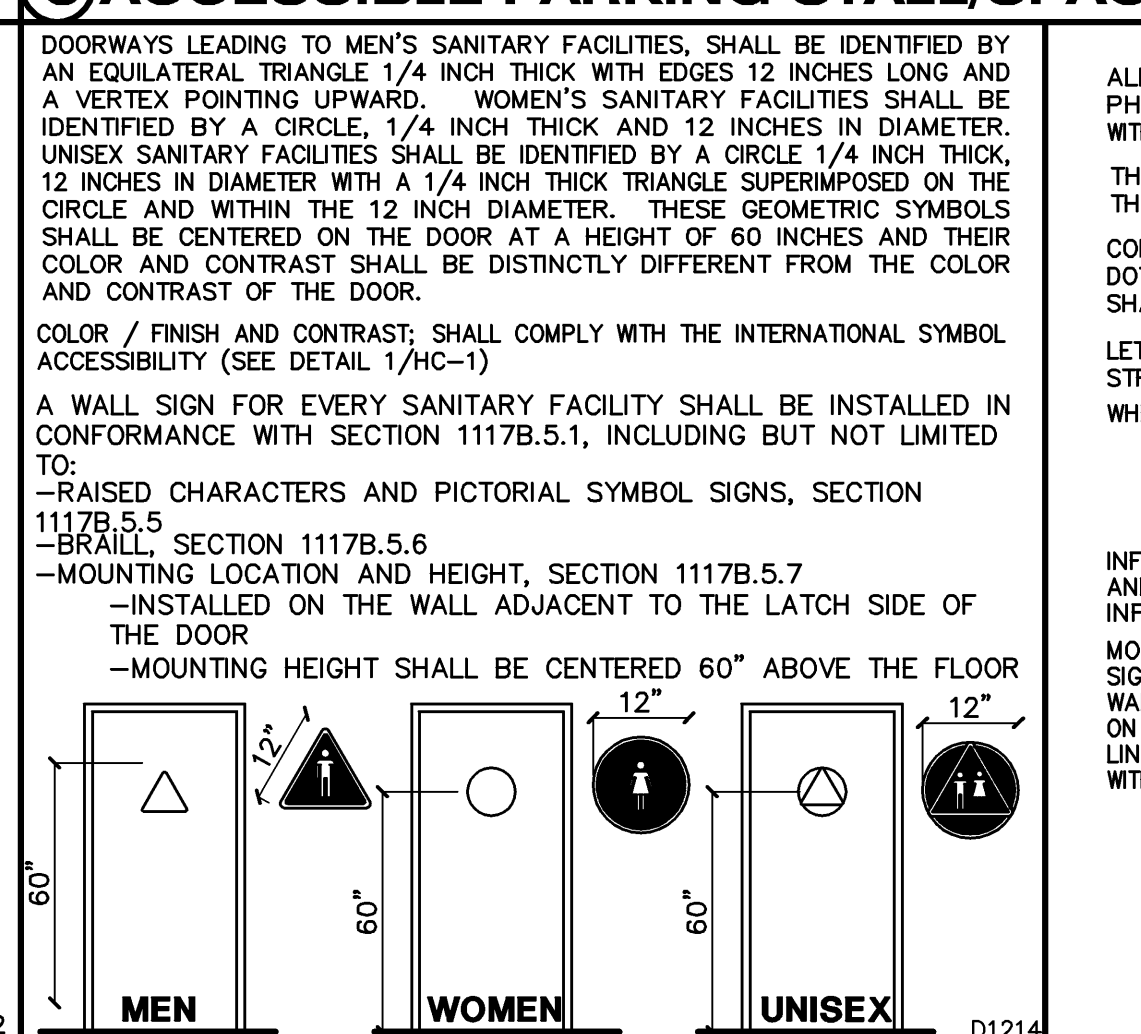 DOORWAYS LEADING TO MEN'S SANITARY FACILITIES, SHALL BE IDENTIFIED BY
AN EQUILATERAL TRIANGLE 1/4 INCH THICK WITH EDGES 12 INCHES LONG AND
A VERTEX POINTING UPWARD. WOMEN'S SANITARY FACILITIES SHALL BE
IDENTIFIED BY A CIRCLE, 1/4 INCH THICK AND 12 INCHES IN DIAMETER.
UNISEX SANITARY FACILITIES SHALL BE IDENTIFIED BY A CIRCLE 1/4 INCH THICK,
12 INCHES IN DIAMETER WITH A 1/4 INCH THICK TRIANGLE SUPERIMPOSED ON THE
CIRCLE AND WITHIN THE 12 INCH DIAMETER. THESE GEOMETRIC SYMBOLS
SHALL BE CENTERED ON THE DOOR AT A HEIGHT OF 60 INCHES AND THEIR
COLOR AND CONTRAST SHALL BE DISTINCTLY DIFFERENT FROM THE COLOR
AND CONTRAST OF THE DOOR.
COLOR / FINISH AND CONTRAST; SHALL COMPLY WITH THE INTERNATIONAL SYMBOL
ACCESSIBILITY (SEE DETAIL 1/HC-1)
A WALL SIGN FOR EVERY SANITARY FACILITY SHALL BE INSTALLED IN
CONFORMANCE WITH SECTION 1117B.5.1, INCLUDING BUT NOT LIMITED
TO:
-RAISED CHARACTERS AND PICTORIAL SYMBOL SIGNS, SECTION
1117B.5.5
-BRAILL, SECTION 1117B.5.6
-MOUNTING LOCATION AND HEIGHT, SECTION 1117B.5.7
-INSTALLED ON THE WALL ADJACENT TO THE LATCH SIDE OF
THE DOOR
-MOUNTING HEIGHT SHALL BE CENTERED 60" ABOVE THE FLOOR
12"
12"
12"
60"
60"
60"
MEN
WOMEN
UNISEX
D1214